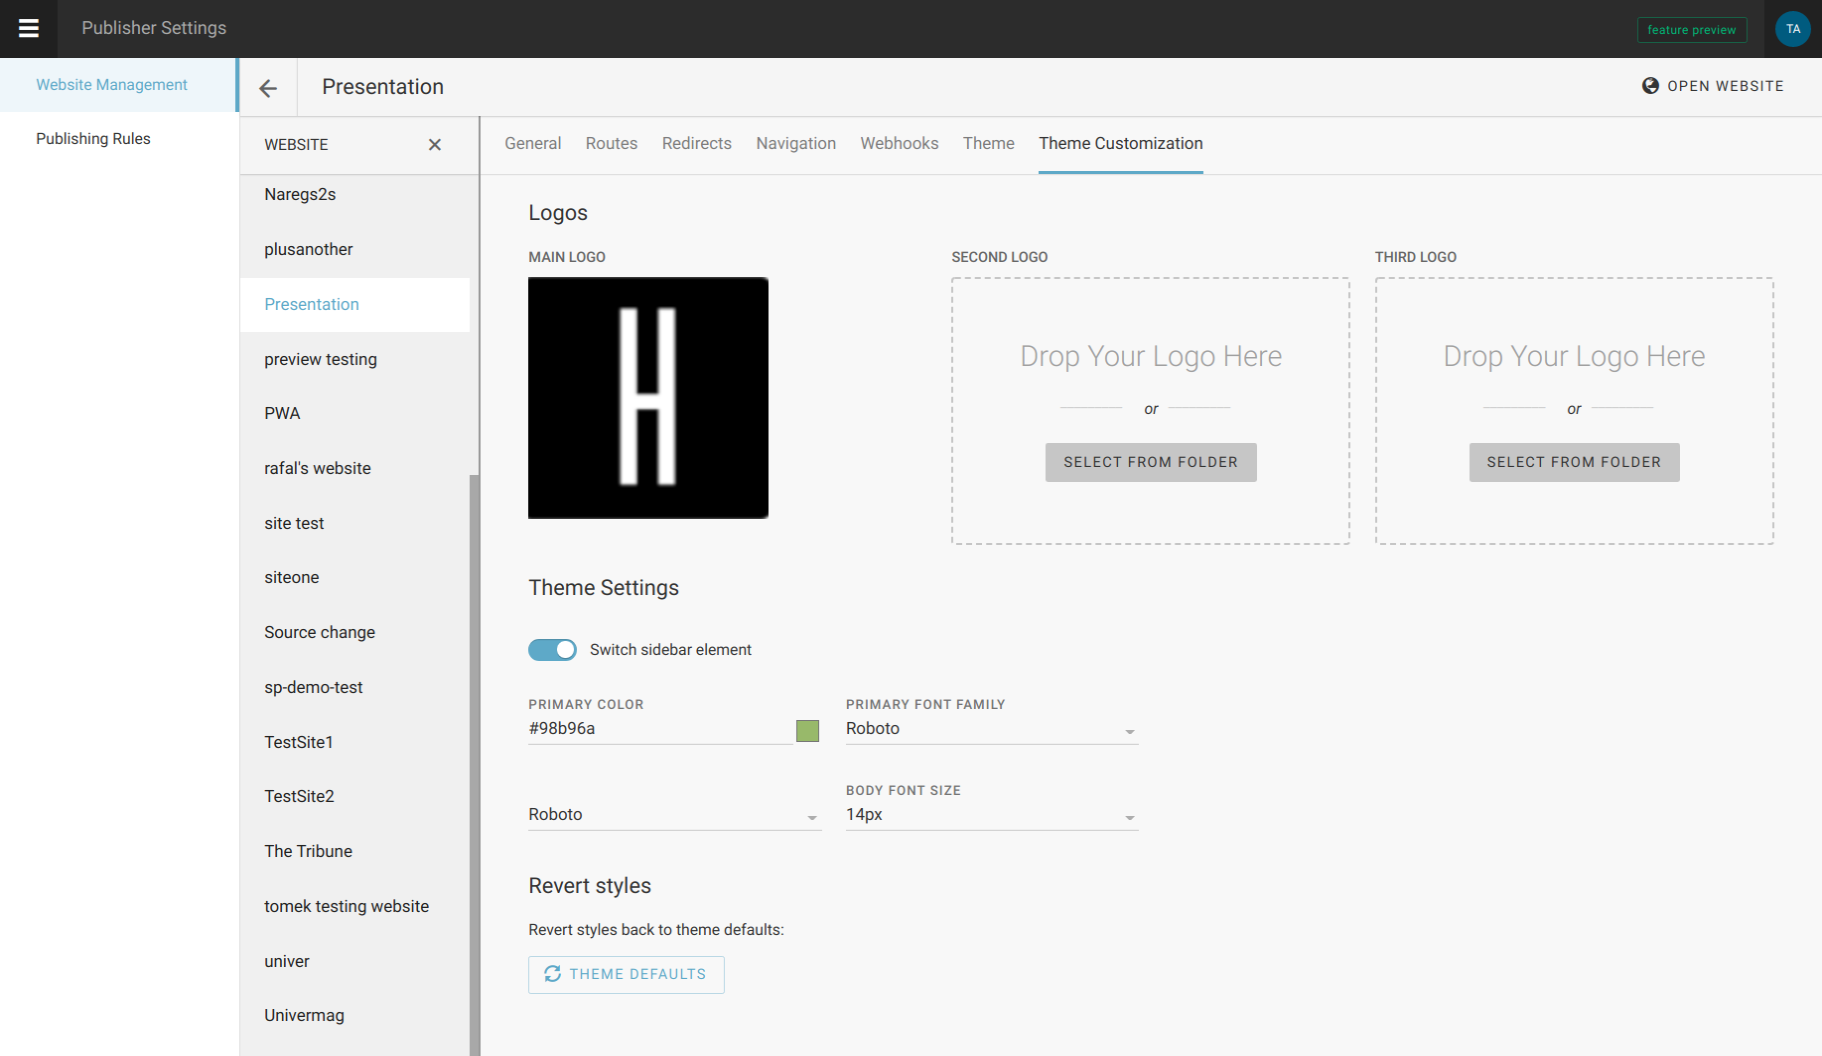 Publisher Settings
feature preview
TA
Website Management
Publishing Rules
Presentation
OPEN WEBSITE
WEBSITE
Naregs2s
plusanother
Presentation
preview testing
PWA
rafal's website
site test
siteone
Source change
sp-demo-test
TestSite1
TestSite2
The Tribune
tomek testing website
univer
Univermag
General Routes Redirects Navigation Webhooks Theme Theme Customization
Logos
MAIN LOGO
H
SECOND LOGO
Drop Your Logo Here
or
SELECT FROM FOLDER
THIRD LOGO
Drop Your Logo Here
or
SELECT FROM FOLDER
Theme Settings
Switch sidebar element
PRIMARY COLOR
#98b96a
PRIMARY FONT FAMILY
Roboto
Roboto
BODY FONT SIZE
14px
Revert styles
Revert styles back to theme defaults:
THEME DEFAULTS